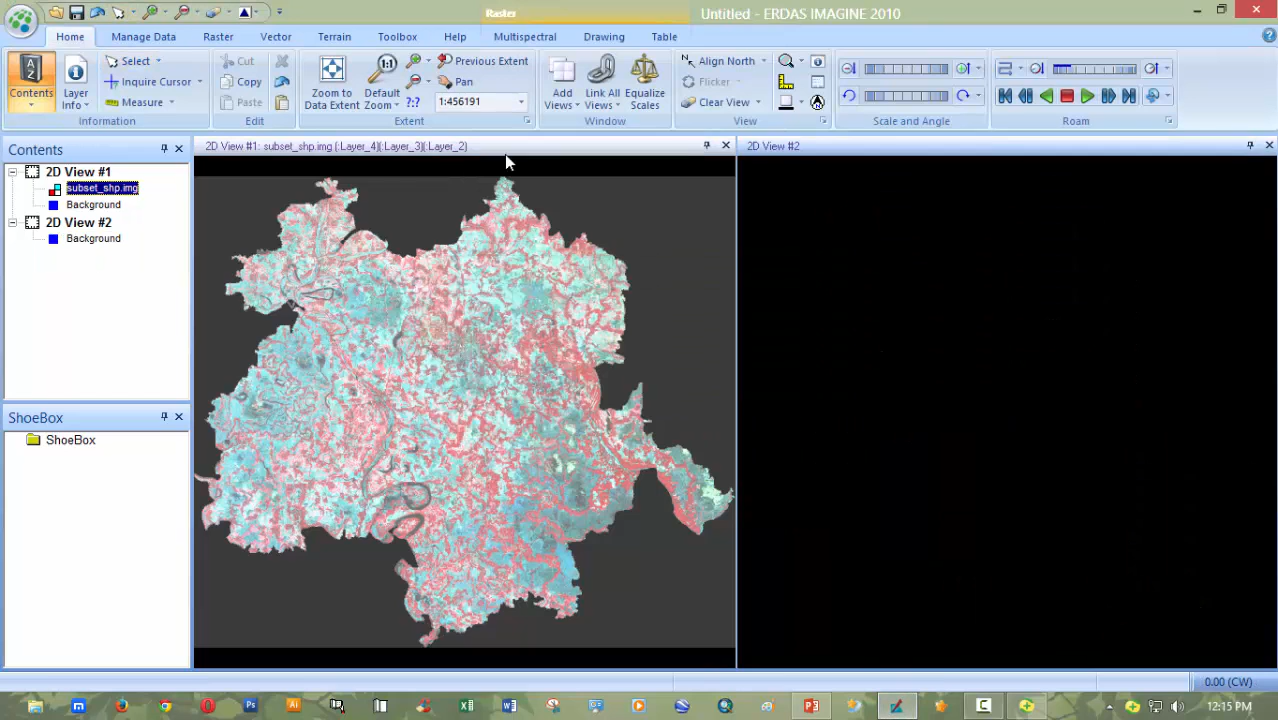 Raster
Untitled - ERDAS IMAGINE 2010
Home
Manage Data
Raster
Vector
Terrain
Toolbox
Help
Multispectral
Drawing
Table
Contents
Layer
Info
Select
Inquire Cursor
Measure
Information
Cut
Copy
Paste
Edit
Zoom to
Data Extent
1:1
Default
Zoom
Previous Extent
Pan
?:?
1:456191
Extent
Add
Views
Link All
Views
Equalize
Scales
Window
Align North
Flicker
Clear View
View
Scale and Angle
Roam
Contents
2D View #1
subset_shp.img
Background
2D View #2
Background
ShoeBox
ShoeBox
2D View #1: subset_shp.img (:Layer_4)(:Layer_3)(:Layer_2)
2D View #2
0.00 (CW)
12:15 PM